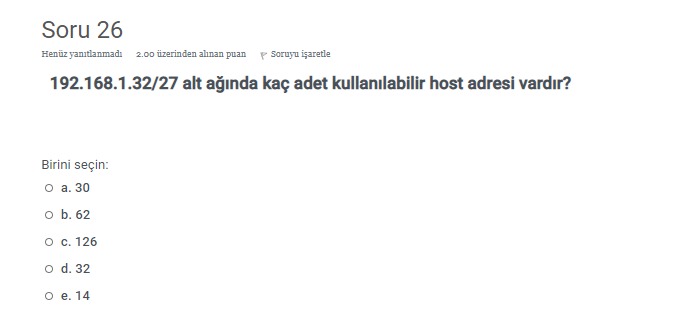 Soru 26
Henüz yanıtlanmadı 2.00 üzerinden alınan puan Soruyu işaretle
192.168.1.32/27 alt ağında kaç adet kullanılabilir host adresi vardır?
Birini seçin:
a. 30
b. 62
c. 126
d. 32
e. 14